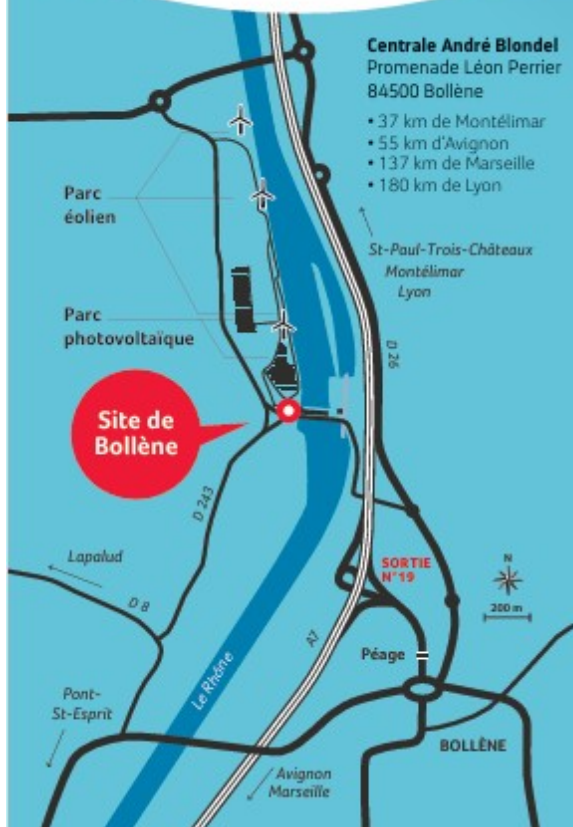 Centrale André Blondel
Promenade Léon Perrier
84500 Bollène
• 37 km de Montélimar
• 55 km d'Avignon
• 137 km de Marseille
• 180 km de Lyon
Parc
éolien
St-Paul-Trois-Châteaux
Montélimar
Lyon
Parc
photovoltaïque
D 26
Site de
Bollène
D 243
Lapalud
D 8
SORTIE
N°19
N
200 m
A7
Péage
Le Rhône
Pont-
St-Esprit
BOLLÈNE
Avignon
Marseille